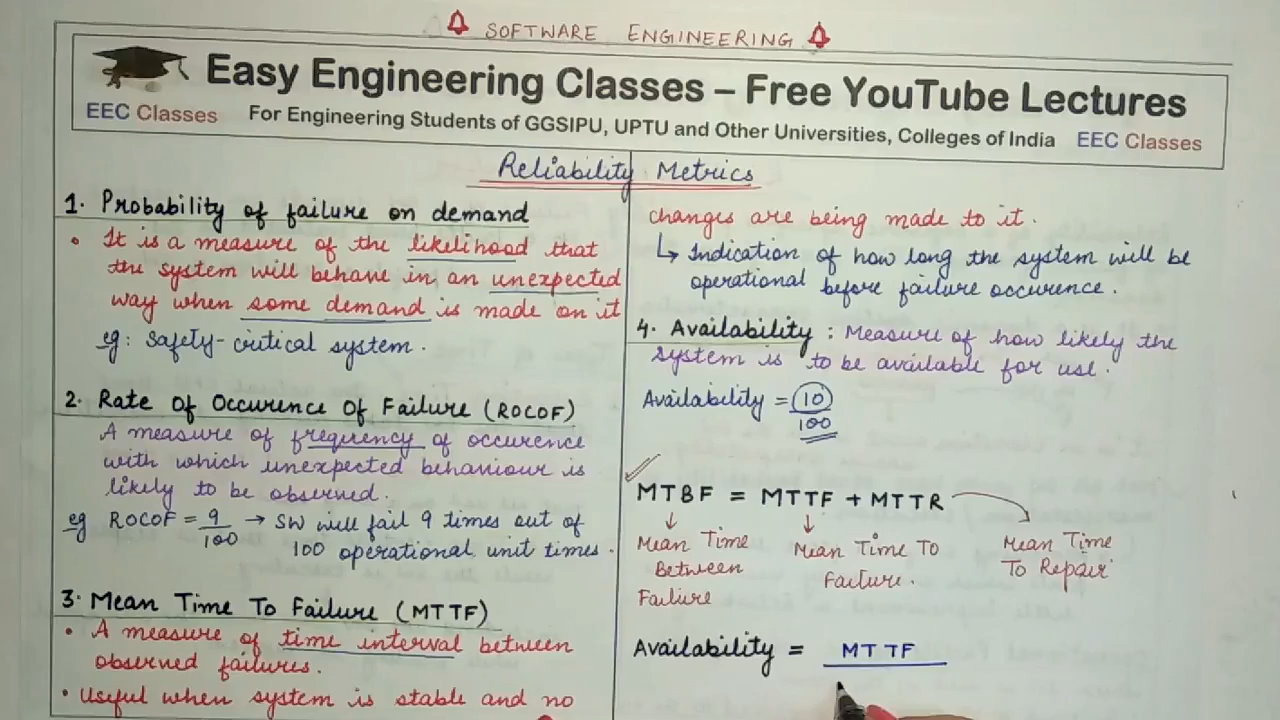 SOFTWARE ENGINEERING
Easy Engineering Classes – Free YouTube Lectures
EEC Classes For Engineering Students of GGSIPU, UPTU and Other Universities, Colleges of India EEC Classes
Reliability Metrics
1. Probability of failure on demand
• It is a measure of the likelihood that
the system will behave in an unexpected
way when some demand is made on it
eg: Safety-critical system.
2. Rate Of Occurence Of Failure (ROCOF)
A measure of frequency of occurence
with which unexpected behaviour is
likely to be observed.
eg ROCOF = 9/100 → SW will fail 9 times out of
100 operational unit times.
3. Mean Time To Failure (MTTF)
• A measure of time interval between
observed failures.
• Useful when system is stable and no
changes are being made to it.
↳ Indication of how long the system will be
operational before failure occurence.
4. Availability : Measure of how likely the
system is to be available for use.
Availability = 10/100
MTBF = MTTF + MTTR
Mean Time
Between
Failure
Mean Time To
Failure.
Mean Time
To Repair
Availability = MTTF